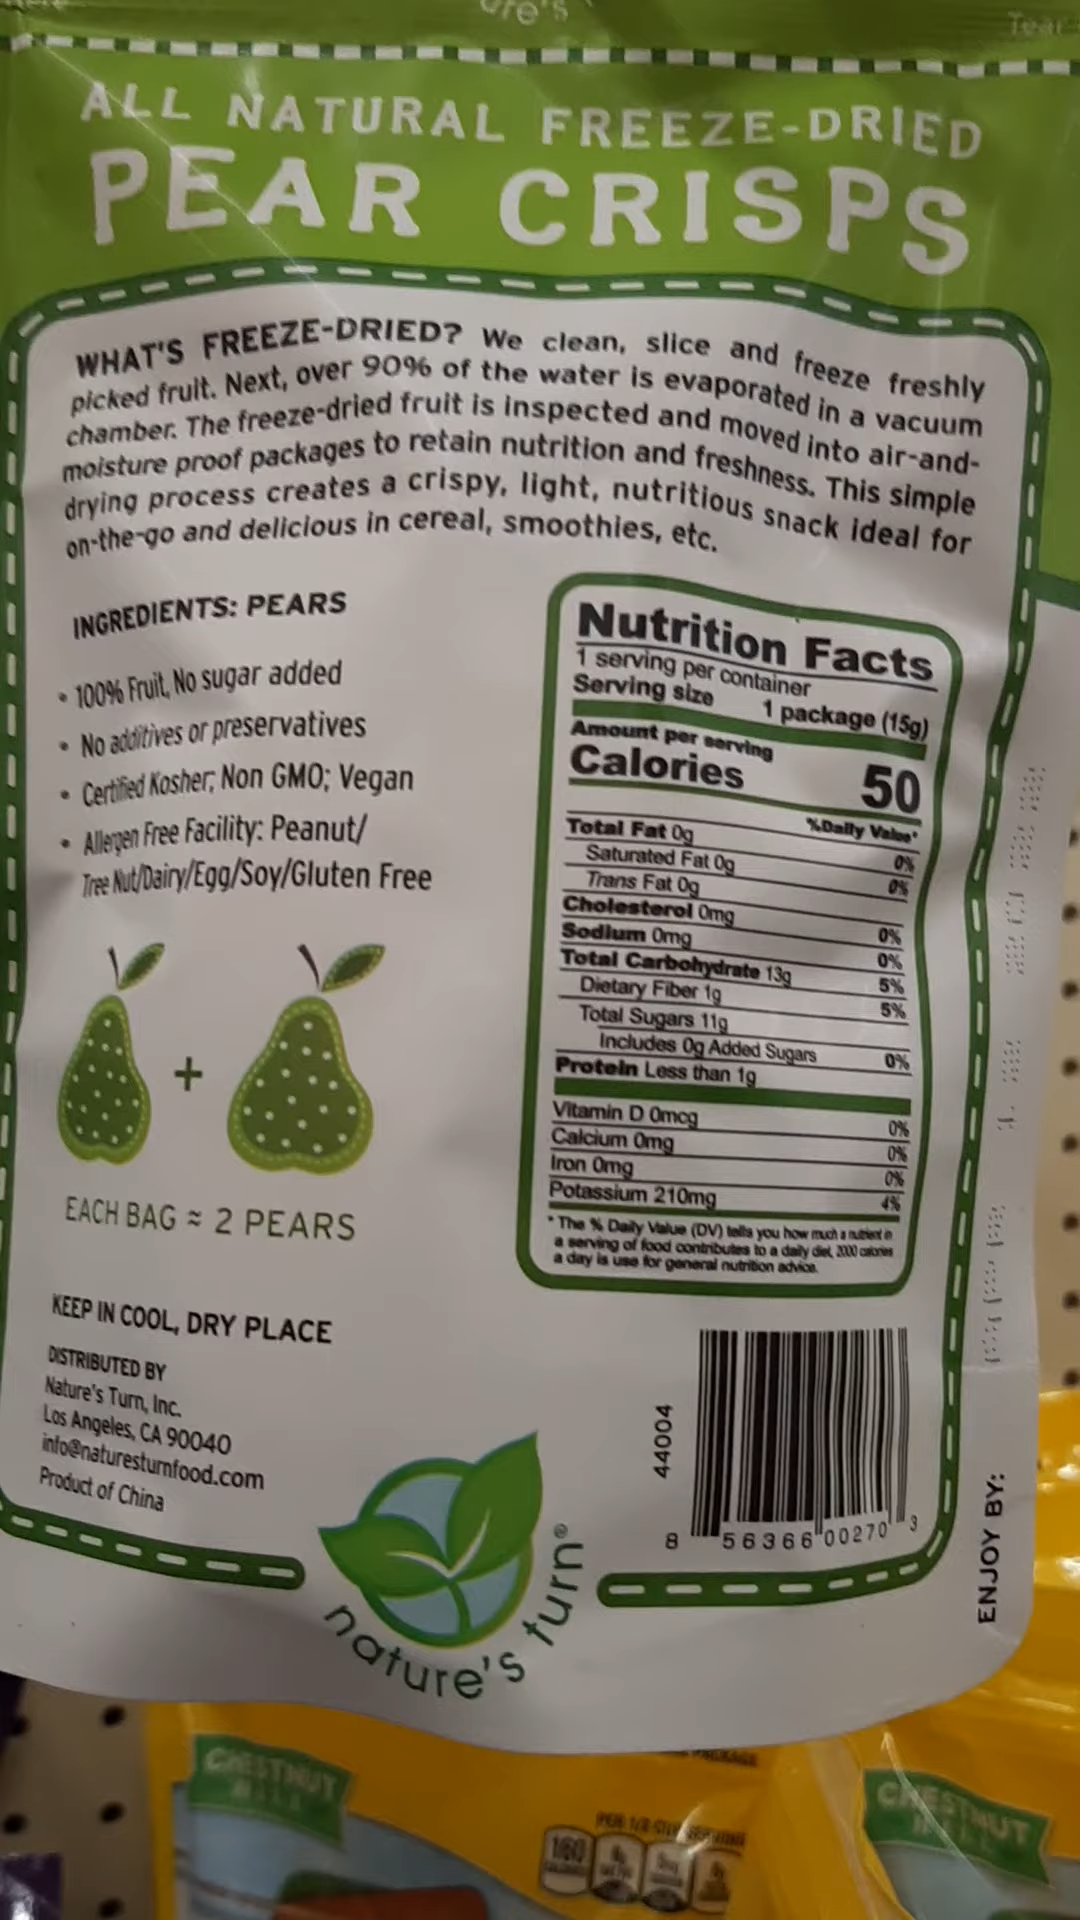 ALL NATURAL FREEZE-DRIED
PEAR CRISPS
WHAT'S FREEZE-DRIED? We clean, slice and freeze freshly
picked fruit. Next, over 90% of the water is evaporated in a vacuum
chamber. The freeze-dried fruit is inspected and moved into air-and-
moisture proof packages to retain nutrition and freshness. This simple
drying process creates a crispy, light, nutritious snack ideal for
on-the-go and delicious in cereal, smoothies, etc.
INGREDIENTS: PEARS
• 100% Fruit, No sugar added
• No additives or preservatives
• Certified Kosher; Non GMO; Vegan
• Allergen Free Facility: Peanut/
Tree Nut/Dairy/Egg/Soy/Gluten Free
+
EACH BAG ≈ 2 PEARS
KEEP IN COOL, DRY PLACE
DISTRIBUTED BY
Nature's Turn, Inc.
Los Angeles, CA 90040
info@naturesturnfood.com
Product of China
Nutrition Facts
1 serving per container
Serving size 1 package (15g)
Amount per serving
Calories 50
%Daily Value*
Total Fat 0g 0%
Saturated Fat 0g 0%
Trans Fat 0g
Cholesterol 0mg 0%
Sodium 0mg 0%
Total Carbohydrate 13g 5%
Dietary Fiber 1g 5%
Total Sugars 11g
Includes 0g Added Sugars 0%
Protein Less than 1g
Vitamin D 0mcg 0%
Calcium 0mg 0%
Iron 0mg 0%
Potassium 210mg 4%
* The % Daily Value (DV) tells you how much a nutrient in
a serving of food contributes to a daily diet, 2000 calories
a day is use for general nutrition advice.
44004
8 56366 00270 3
ENJOY BY:
nature's turn®
Tear
CHESTNUT
HILL
CHESTNUT
HILL
160